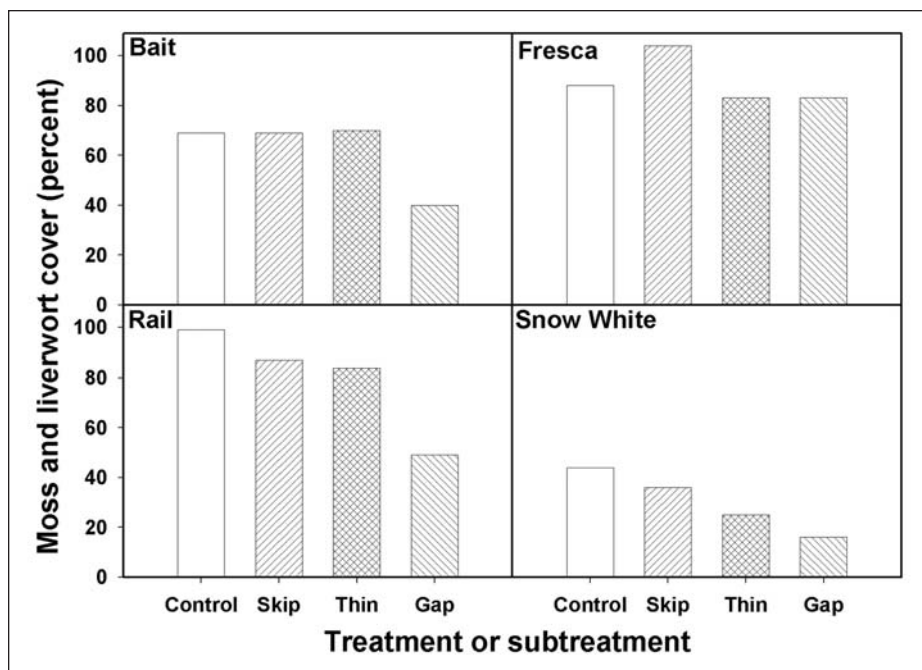 Moss and liverwort cover (percent)
Bait
100
80
60
40
20
0
Fresca
Rail
100
80
60
40
20
0
Snow White
Control Skip Thin Gap Control Skip Thin Gap
Treatment or subtreatment